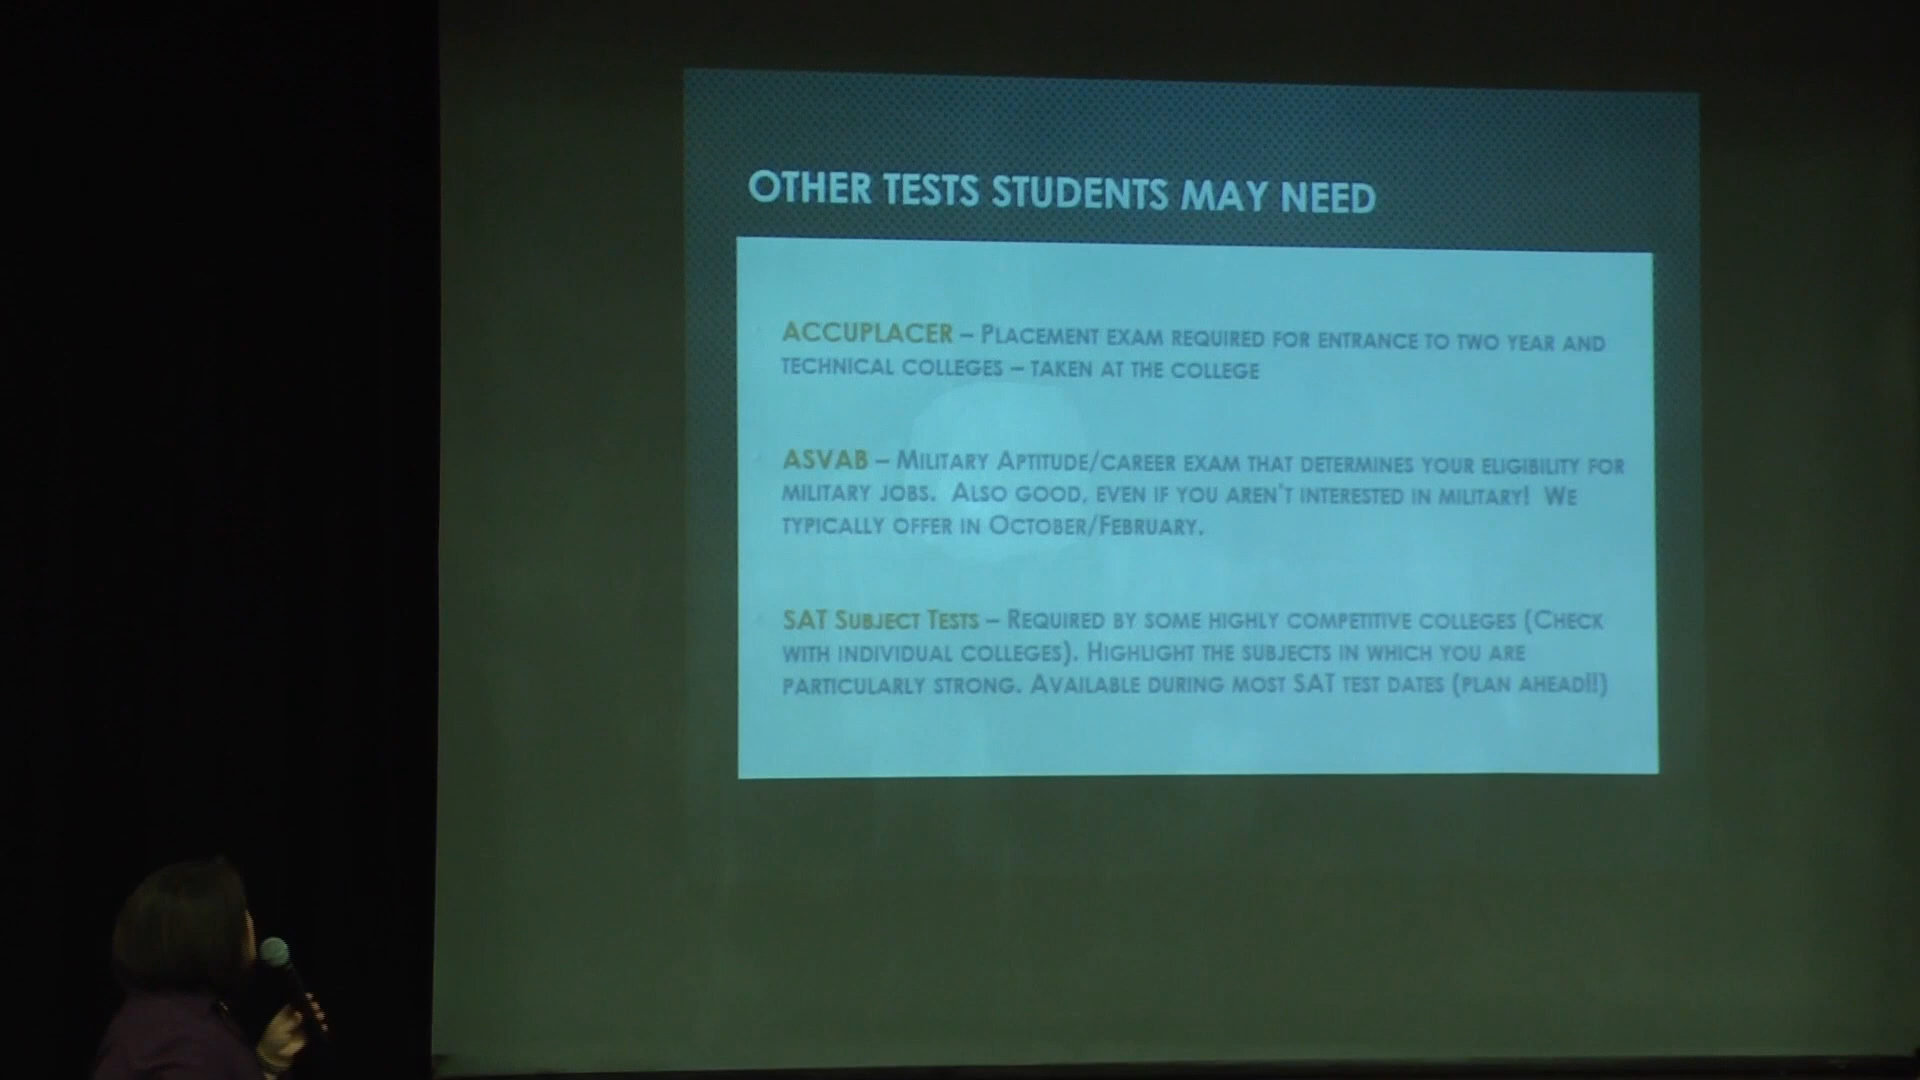 OTHER TESTS STUDENTS MAY NEED
ACCUPLACER – PLACEMENT EXAM REQUIRED FOR ENTRANCE TO TWO YEAR AND
TECHNICAL COLLEGES – TAKEN AT THE COLLEGE
ASVAB – MILITARY APTITUDE/CAREER EXAM THAT DETERMINES YOUR ELIGIBILITY FOR
MILITARY JOBS. ALSO GOOD, EVEN IF YOU AREN'T INTERESTED IN MILITARY! WE
TYPICALLY OFFER IN OCTOBER/FEBRUARY.
SAT SUBJECT TESTS – REQUIRED BY SOME HIGHLY COMPETITIVE COLLEGES (CHECK
WITH INDIVIDUAL COLLEGES). HIGHLIGHT THE SUBJECTS IN WHICH YOU ARE
PARTICULARLY STRONG. AVAILABLE DURING MOST SAT TEST DATES (PLAN AHEAD!!)